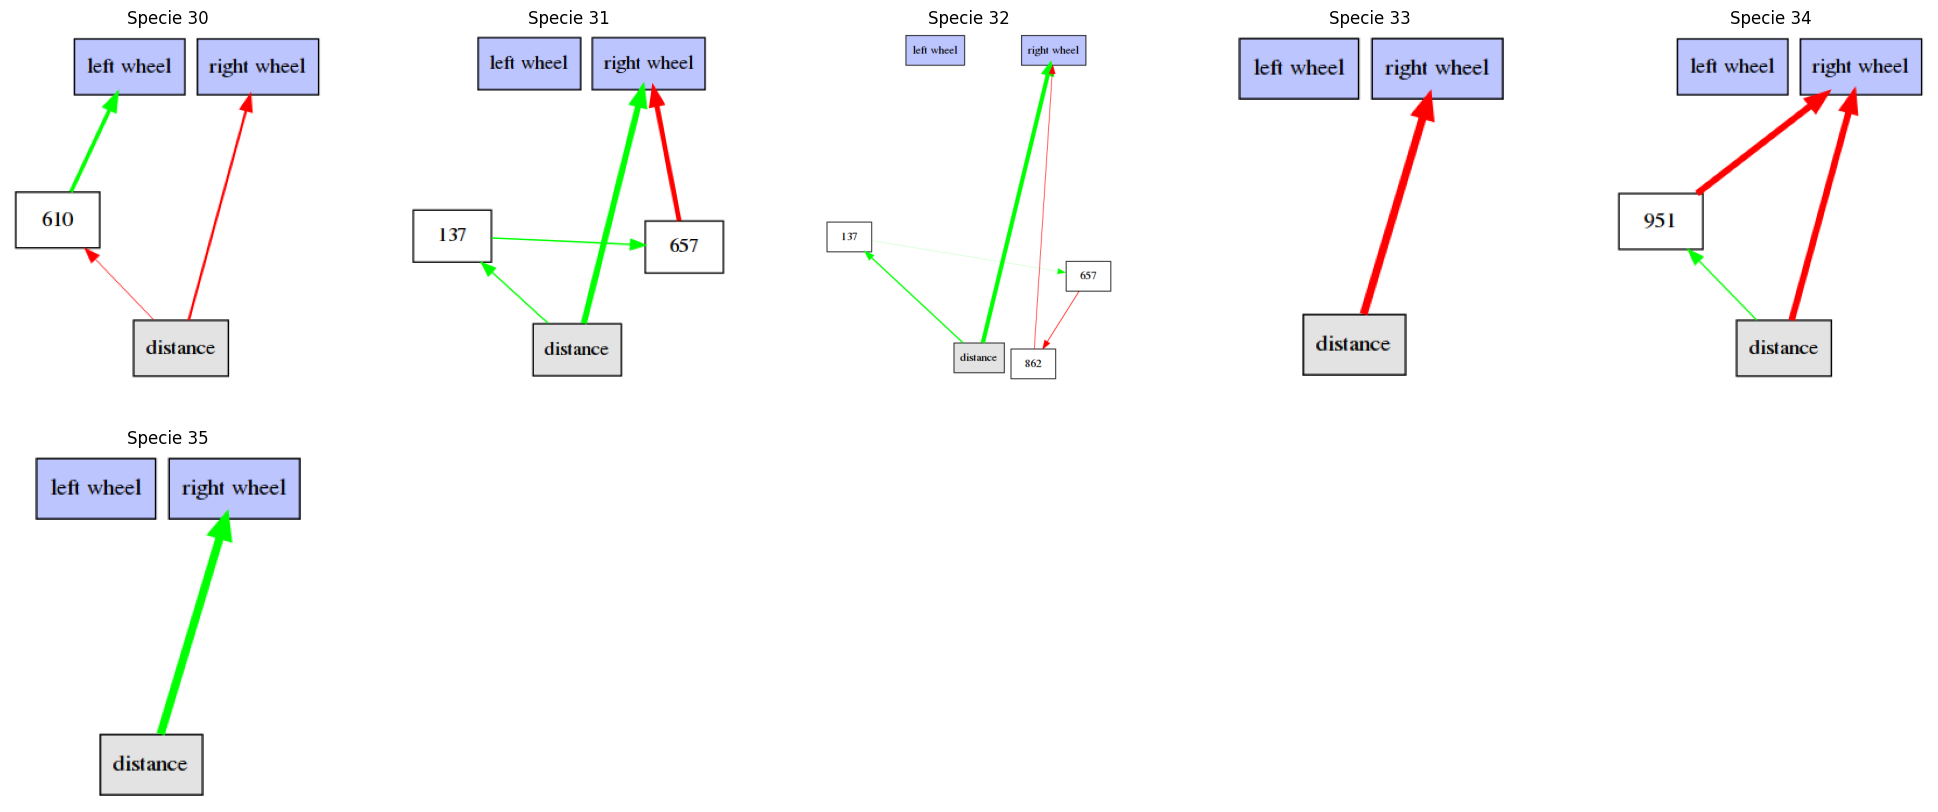 Specie 30
left wheel
right wheel
610
distance
Specie 31
left wheel
right wheel
137
657
distance
Specie 32
left wheel
right wheel
137
657
distance
862
Specie 33
left wheel
right wheel
distance
Specie 34
left wheel
right wheel
951
distance
Specie 35
left wheel
right wheel
distance